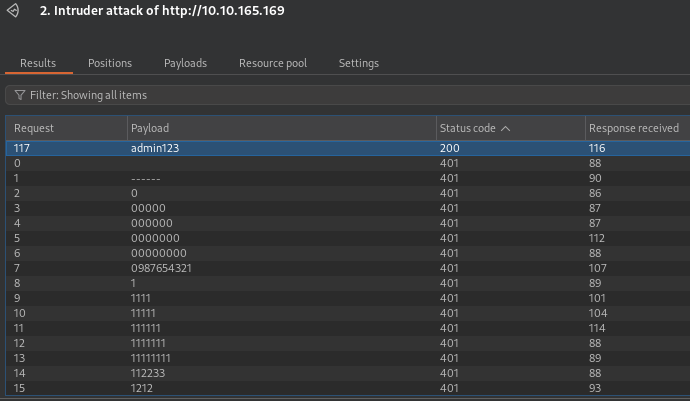 2. Intruder attack of http://10.10.165.169
Results Positions Payloads Resource pool Settings
Filter: Showing all items
Request Payload Status code Response received
117 admin123 200 116
0 401 88
1 ------ 401 90
2 0 401 86
3 00000 401 87
4 000000 401 87
5 0000000 401 112
6 00000000 401 88
7 0987654321 401 107
8 1 401 89
9 1111 401 101
10 11111 401 104
11 111111 401 114
12 1111111 401 88
13 11111111 401 89
14 112233 401 88
15 1212 401 93